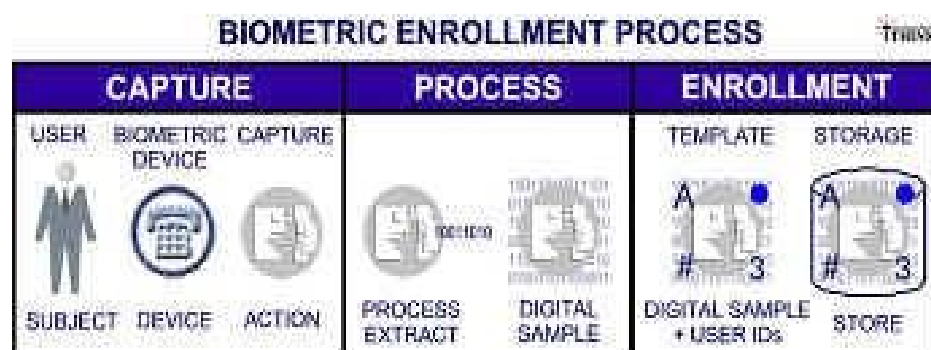 BIOMETRIC ENROLLMENT PROCESS
CAPTURE PROCESS ENROLLMENT
USER BIOMETRIC DEVICE CAPTURE
TEMPLATE STORAGE
A
#
3
A
#
3
SUBJECT DEVICE ACTION
PROCESS EXTRACT
DIGITAL SAMPLE
DIGITAL SAMPLE + USER IDs
STORE